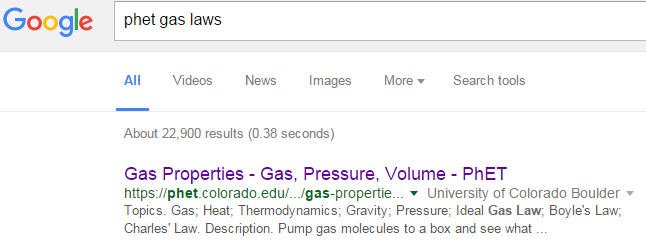 Google phet gas laws
All Videos News Images More Search tools
About 22,900 results (0.38 seconds)
Gas Properties - Gas, Pressure, Volume - PhET
https://phet.colorado.edu/.../gas-propertie... University of Colorado Boulder
Topics. Gas; Heat; Thermodynamics; Gravity; Pressure; Ideal Gas Law; Boyle's Law;
Charles' Law. Description. Pump gas molecules to a box and see what ...